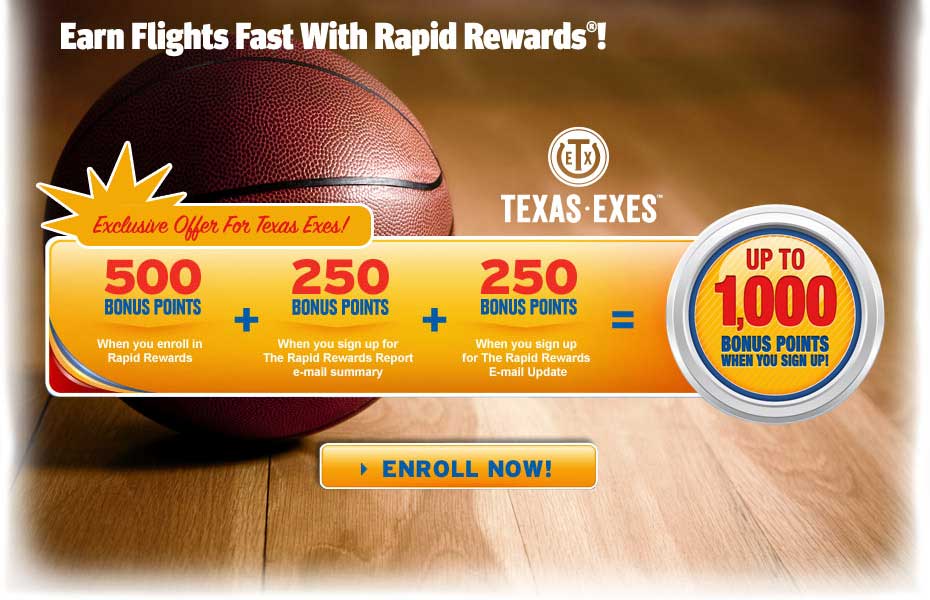 Earn Flights Fast With Rapid Rewards®!
ETX
TEXAS·EXES™
Exclusive Offer For Texas Exes!
500
BONUS POINTS
When you enroll in
Rapid Rewards
+
250
BONUS POINTS
When you sign up for
The Rapid Rewards Report
e-mail summary
+
250
BONUS POINTS
When you sign up
for The Rapid Rewards
E-mail Update
=
UP TO
1,000
BONUS POINTS
WHEN YOU SIGN UP!
ENROLL NOW!